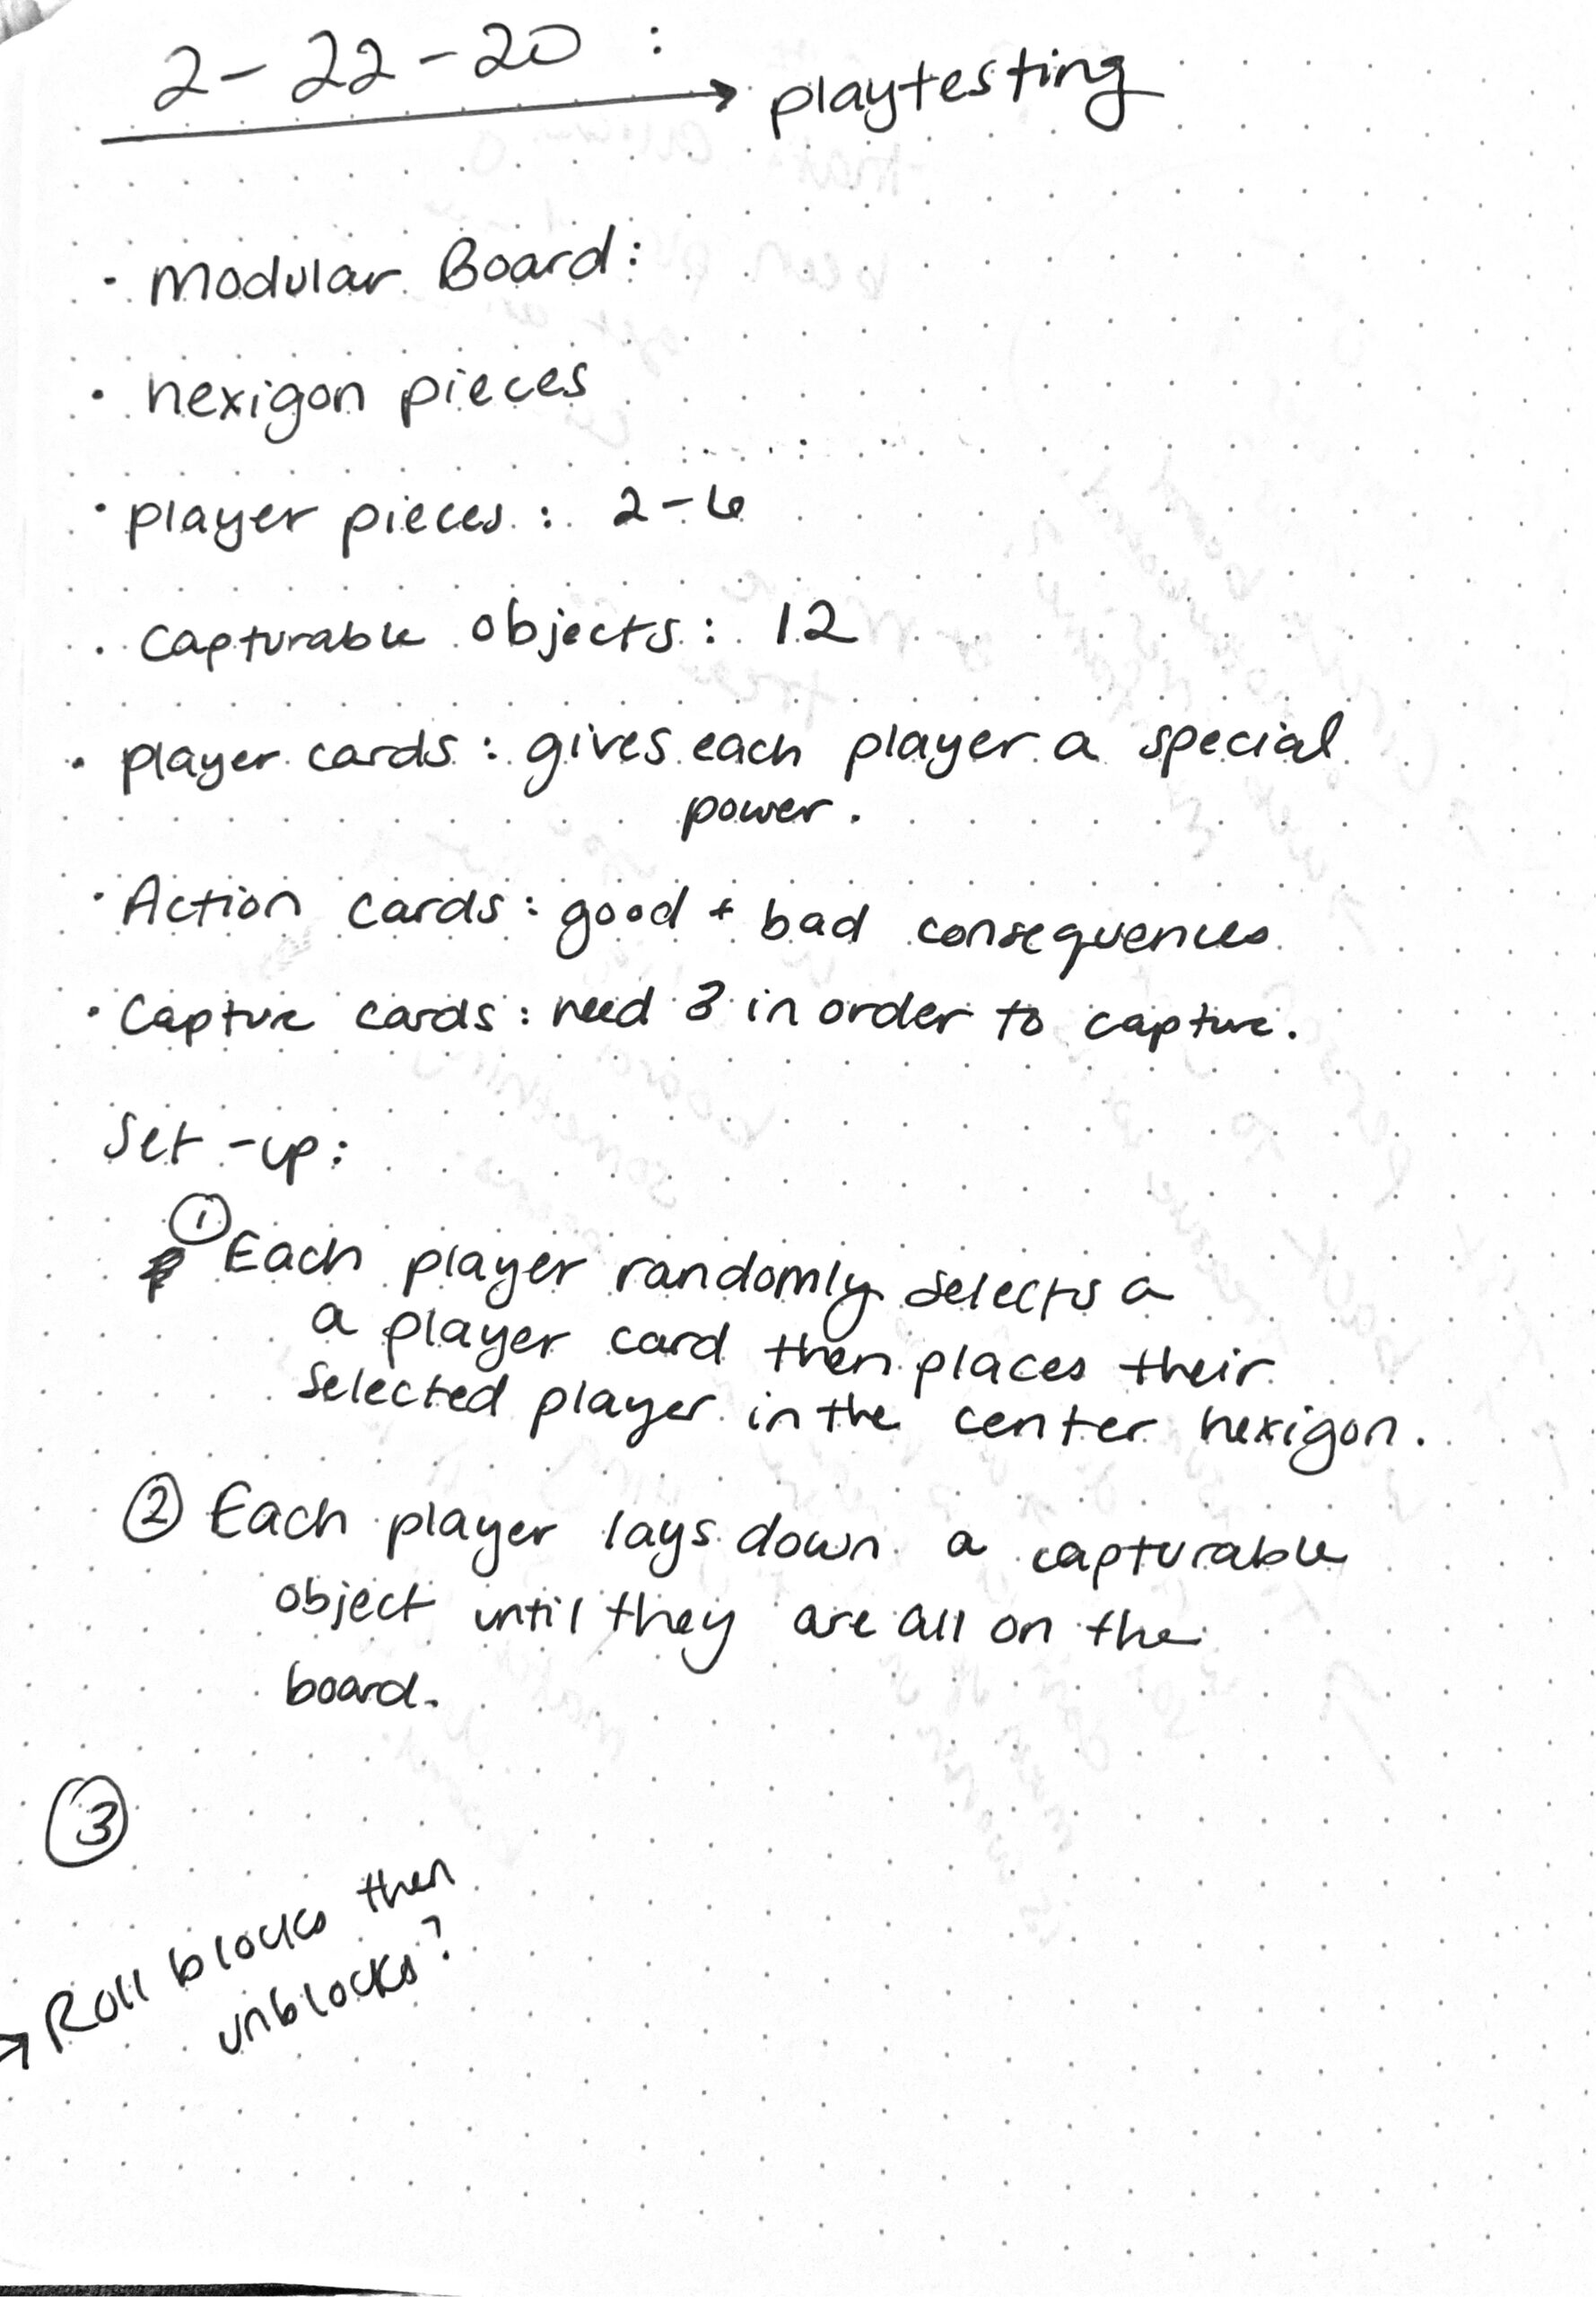 2-22-20 :
→ playtesting
· Modular Board:
· hexigon pieces
· player pieces : 2-6
· Capturable objects : 12
· player cards : gives each player a special
power.
· Action cards : good + bad consequences
· Capture cards : need 3 in order to capture.
Set-up:
① Each player randomly selects a
a player card then places their
selected player in the center hexigon.
② Each player lays down a capturable
object until they are all on the
board.
③
→ Roll blocks then
unblocks?